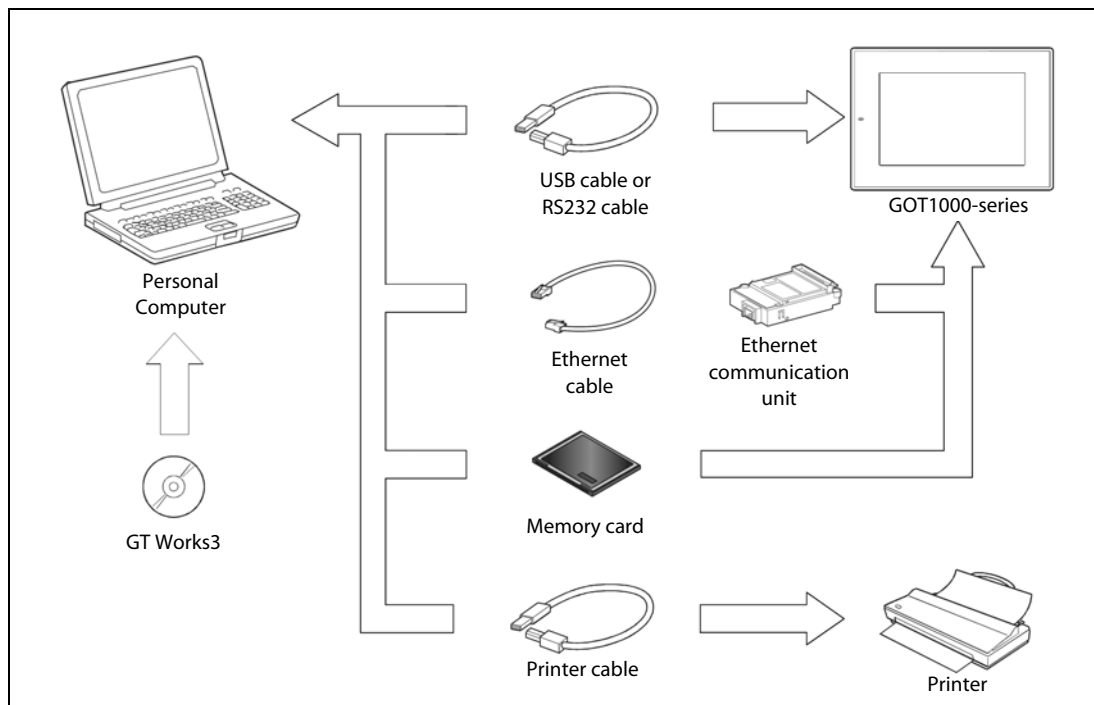 USB cable or
RS232 cable
GOT1000-series
Personal
Computer
Ethernet
cable
Ethernet
communication
unit
GT Works3
Memory card
Printer cable
Printer